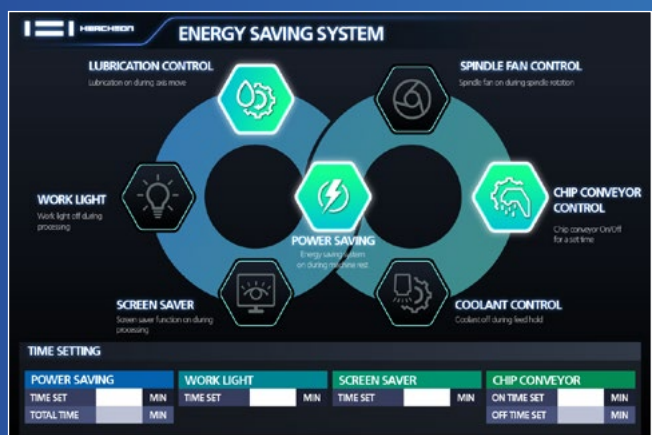 HWACHEON
ENERGY SAVING SYSTEM
LUBRICATION CONTROL
Lubrication on during axis move
SPINDLE FAN CONTROL
Spindle fan on during spindle rotation
WORK LIGHT
Work light off during
processing
POWER SAVING
Energy saving system
on during machine rest.
CHIP CONVEYOR
CONTROL
Chip conveyor On/Off
for a set time
SCREEN SAVER
Screen saver function on during
processing
COOLANT CONTROL
Coolant off during feed hold
TIME SETTING
POWER SAVING
TIME SET MIN
TOTAL TIME MIN
WORK LIGHT
TIME SET MIN
SCREEN SAVER
TIME SET MIN
CHIP CONVEYOR
ON TIME SET MIN
OFF TIME SET MIN